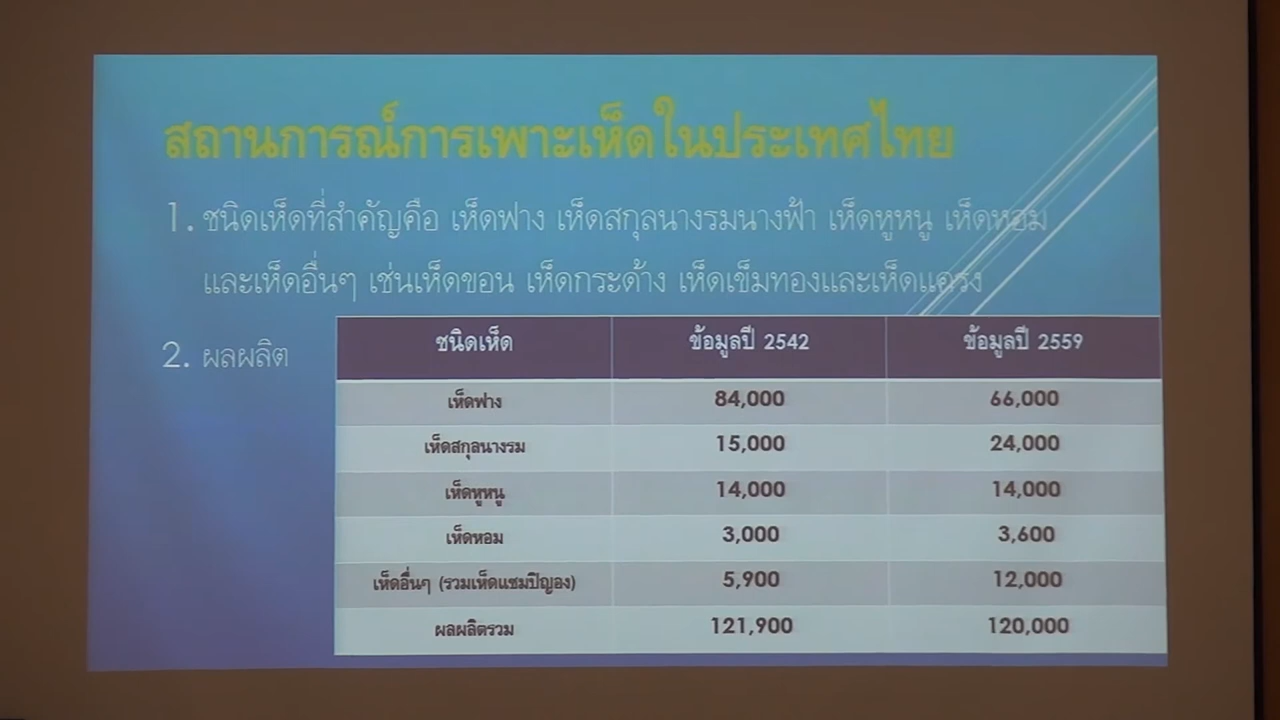 สถานการณ์การเพาะเห็ดในประเทศไทย
1. ชนิดเห็ดที่สำคัญคือ เห็ดฟาง เห็ดสกุลนางรมนางฟ้า เห็ดหูหนู เห็ดหอม
และเห็ดอื่นๆ เช่นเห็ดขอน เห็ดกระด้าง เห็ดเข็มทองและเห็ดแครง
2. ผลผลิต
ชนิดเห็ด ข้อมูลปี 2542 ข้อมูลปี 2559
เห็ดฟาง 84,000 66,000
เห็ดสกุลนางรม 15,000 24,000
เห็ดหูหนู 14,000 14,000
เห็ดหอม 3,000 3,600
เห็ดอื่นๆ (รวมเห็ดแชมปิญอง) 5,900 12,000
ผลผลิตรวม 121,900 120,000